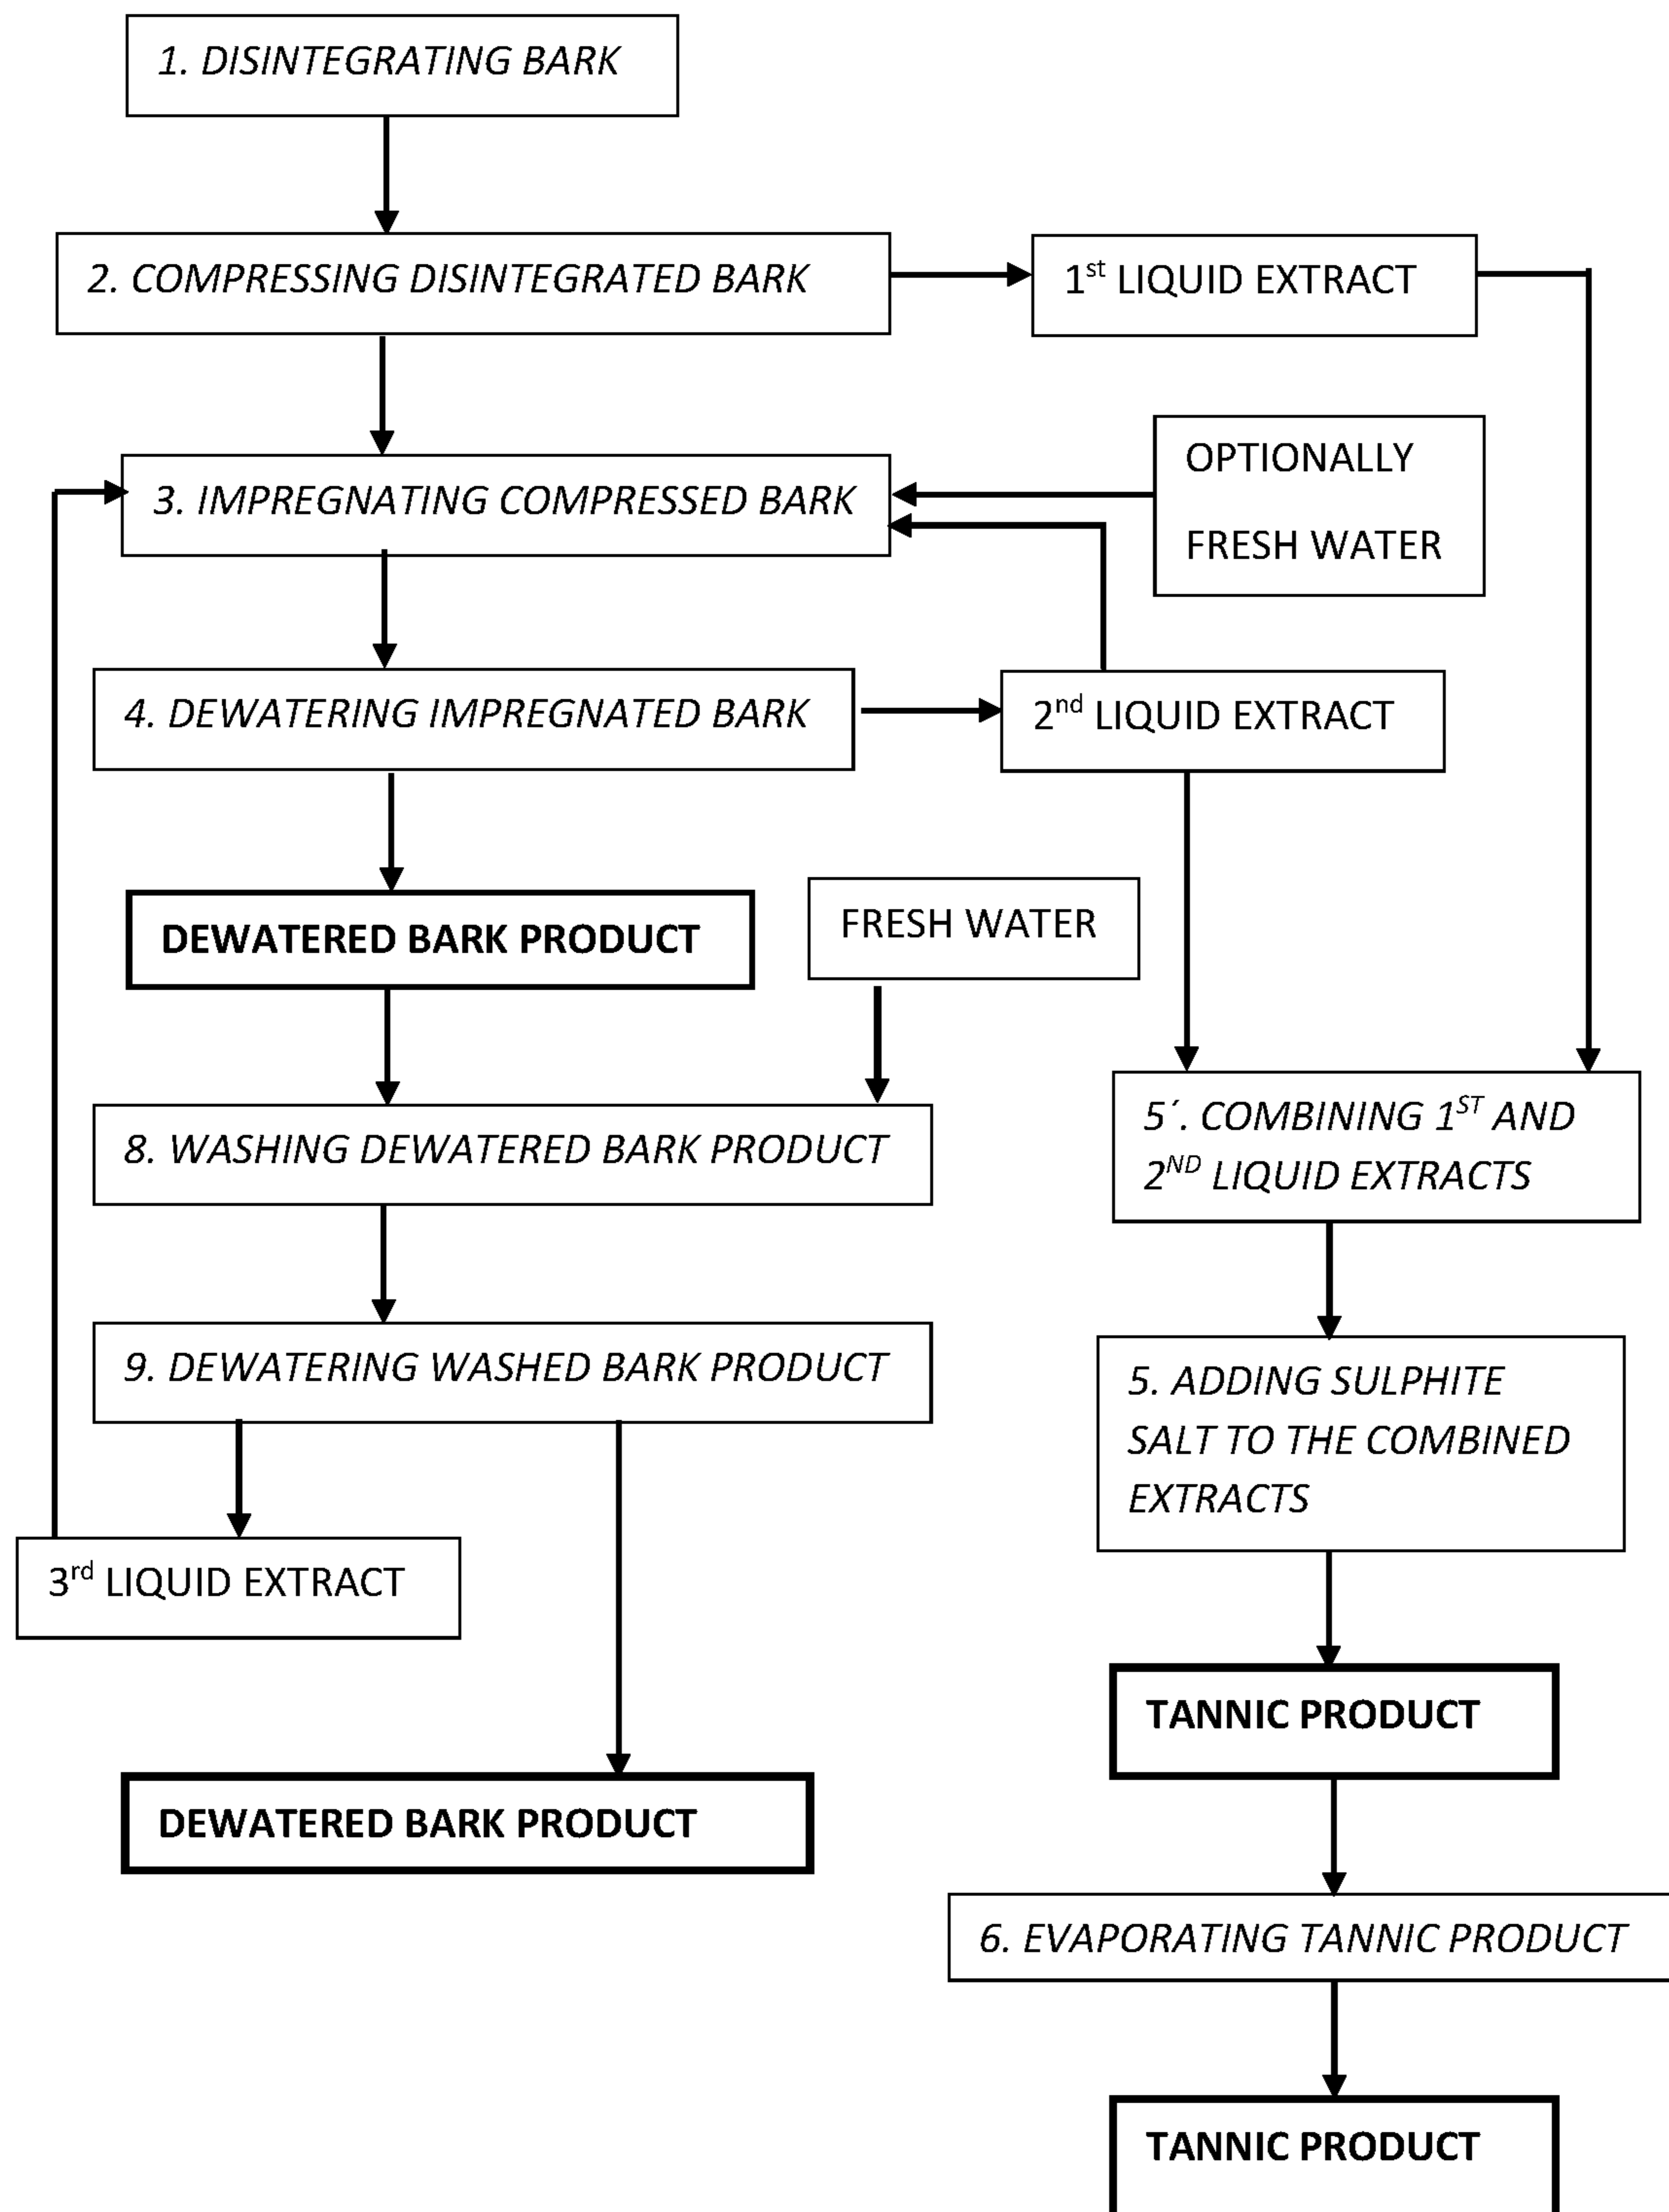 1. DISINTEGRATING BARK
2. COMPRESSING DISINTEGRATED BARK
1st LIQUID EXTRACT
OPTIONALLY
FRESH WATER
3. IMPREGNATING COMPRESSED BARK
4. DEWATERING IMPREGNATED BARK
2nd LIQUID EXTRACT
DEWATERED BARK PRODUCT
FRESH WATER
8. WASHING DEWATERED BARK PRODUCT
5´. COMBINING 1ST AND
2ND LIQUID EXTRACTS
9. DEWATERING WASHED BARK PRODUCT
5. ADDING SULPHITE
SALT TO THE COMBINED
EXTRACTS
3rd LIQUID EXTRACT
TANNIC PRODUCT
DEWATERED BARK PRODUCT
6. EVAPORATING TANNIC PRODUCT
TANNIC PRODUCT